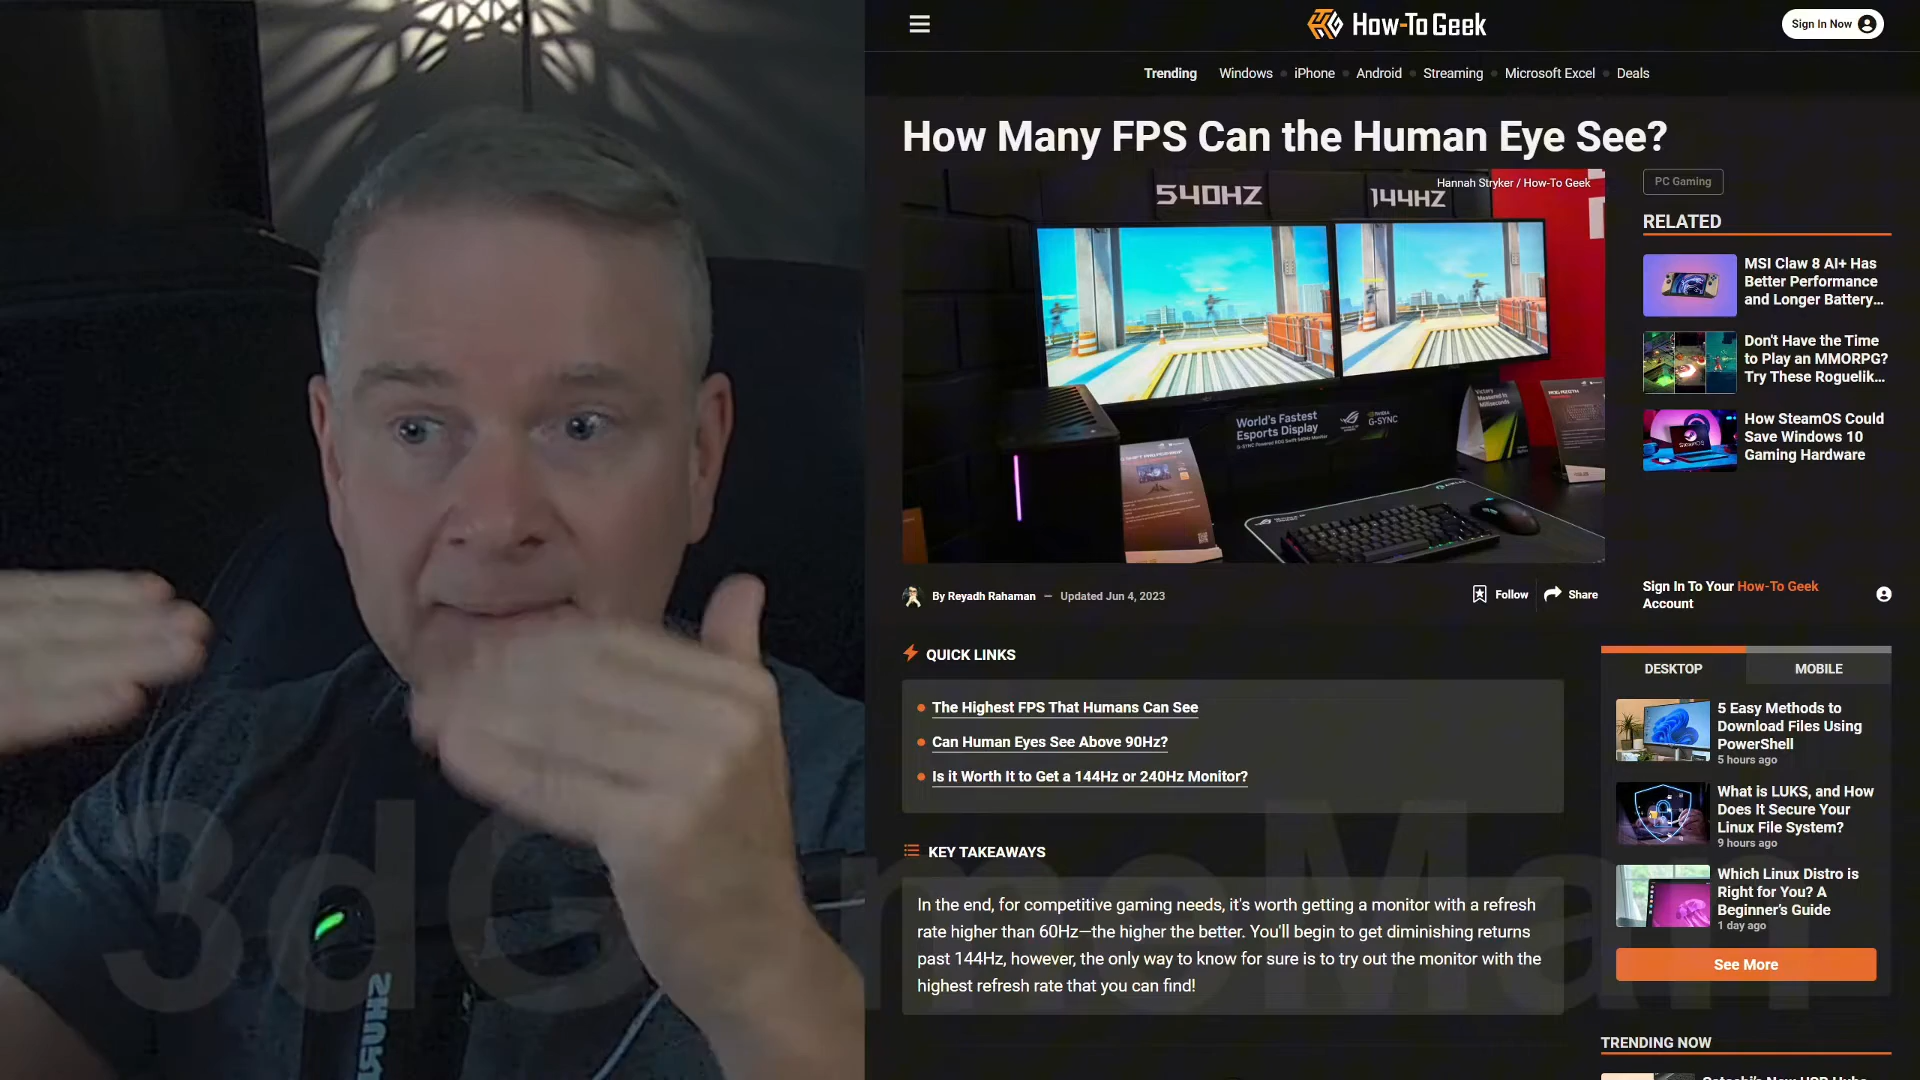 How-To Geek
Sign In Now
Trending
Windows
iPhone
Android
Streaming
Microsoft Excel
Deals
How Many FPS Can the Human Eye See?
Hannah Stryker / How-To Geek
540HZ
144HZ
World's Fastest
Esports Display
G-SYNC
PC Gaming
RELATED
MSI Claw 8 AI+ Has
Better Performance
and Longer Battery...
Don't Have the Time
to Play an MMORPG?
Try These Roguelik...
How SteamOS Could
Save Windows 10
Gaming Hardware
By Reyadh Rahaman — Updated Jun 4, 2023
Follow
Share
Sign In To Your How-To Geek
Account
QUICK LINKS
The Highest FPS That Humans Can See
Can Human Eyes See Above 90Hz?
Is it Worth It to Get a 144Hz or 240Hz Monitor?
KEY TAKEAWAYS
In the end, for competitive gaming needs, it's worth getting a monitor with a refresh
rate higher than 60Hz—the higher the better. You'll begin to get diminishing returns
past 144Hz, however, the only way to know for sure is to try out the monitor with the
highest refresh rate that you can find!
DESKTOP
MOBILE
5 Easy Methods to
Download Files Using
PowerShell
5 hours ago
What is LUKS, and How
Does It Secure Your
Linux File System?
9 hours ago
Which Linux Distro is
Right for You? A
Beginner's Guide
1 day ago
See More
TRENDING NOW
3dGameMan
SHURE